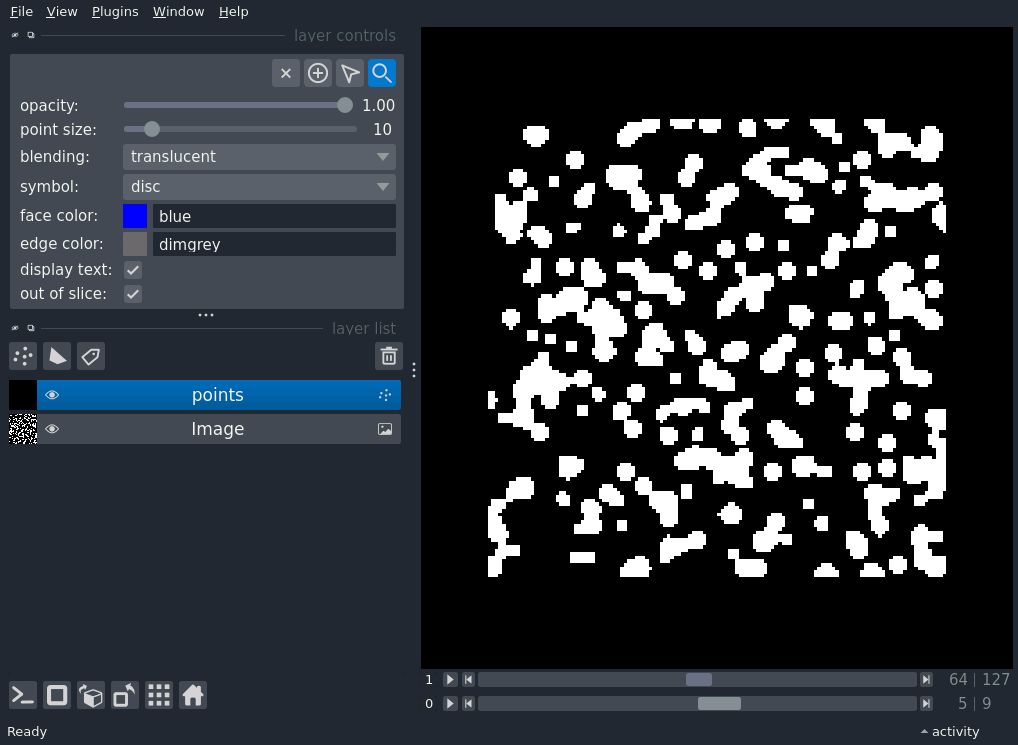 File View Plugins Window Help
layer controls
opacity: 1.00
point size: 10
blending: translucent
symbol: disc
face color: blue
edge color: dimgrey
display text:
out of slice:
layer list
points
Image
1 64 | 127
0 5 | 9
Ready activity